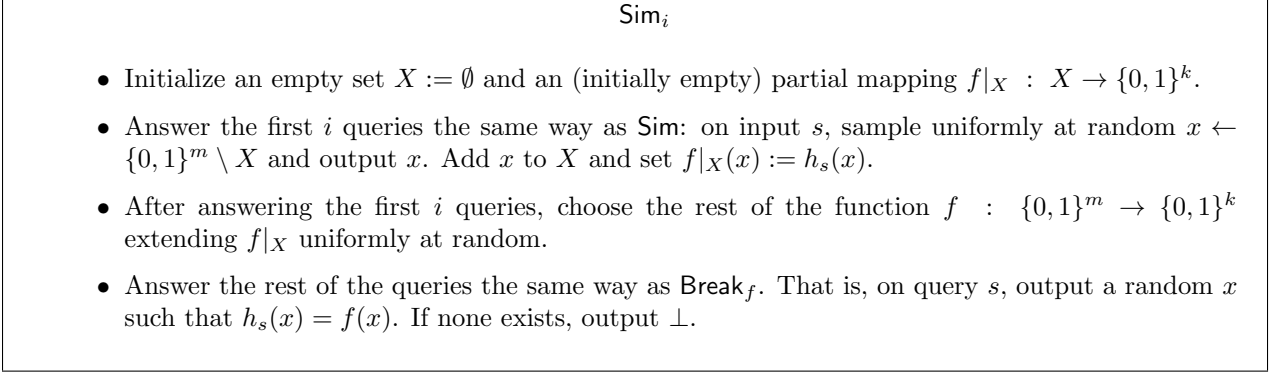 Sim_i
• Initialize an empty set X := ∅ and an (initially empty) partial mapping f|_X : X → {0, 1}^k.
• Answer the first i queries the same way as Sim: on input s, sample uniformly at random x ←
{0, 1}^m \ X and output x. Add x to X and set f|_X(x) := h_s(x).
• After answering the first i queries, choose the rest of the function f : {0, 1}^m → {0, 1}^k
extending f|_X uniformly at random.
• Answer the rest of the queries the same way as Break_f. That is, on query s, output a random x
such that h_s(x) = f(x). If none exists, output ⊥.